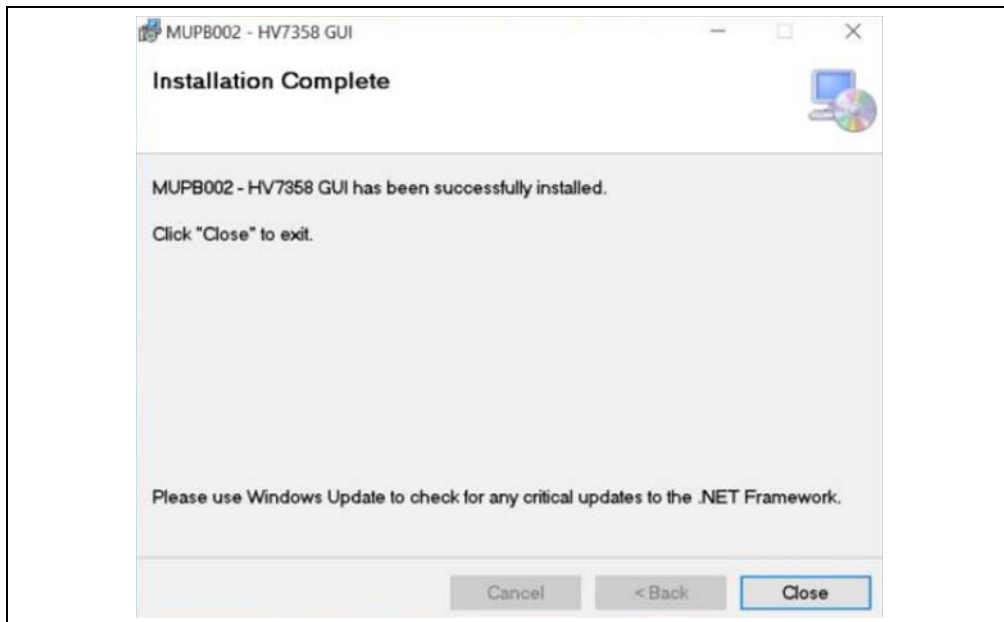 MUPB002 - HV7358 GUI
Installation Complete
MUPB002 - HV7358 GUI has been successfully installed.
Click "Close" to exit.
Please use Windows Update to check for any critical updates to the .NET Framework.
Cancel < Back Close